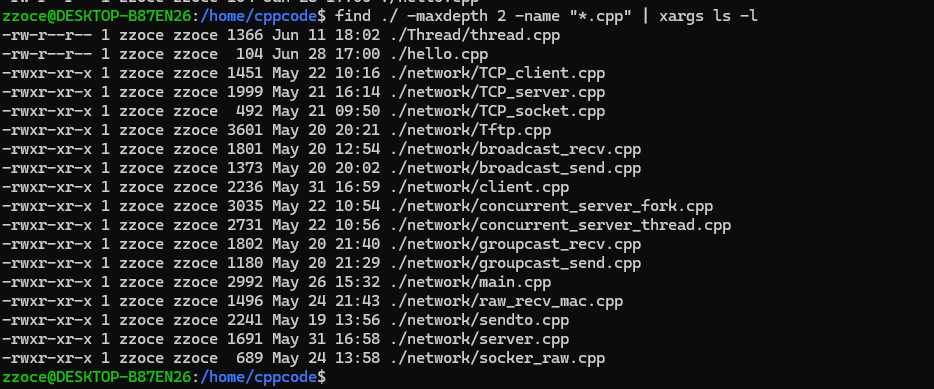 zzoce@DESKTOP-B87EN26:/home/cppcode$ find ./ -maxdepth 2 -name "*.cpp" | xargs ls -l
-rw-r--r-- 1 zzoce zzoce 1366 Jun 11 18:02 ./Thread/thread.cpp
-rw-r--r-- 1 zzoce zzoce  104 Jun 28 17:00 ./hello.cpp
-rwxr-xr-x 1 zzoce zzoce 1451 May 22 10:16 ./network/TCP_client.cpp
-rwxr-xr-x 1 zzoce zzoce 1999 May 21 16:14 ./network/TCP_server.cpp
-rwxr-xr-x 1 zzoce zzoce  492 May 21 09:50 ./network/TCP_socket.cpp
-rwxr-xr-x 1 zzoce zzoce 3601 May 20 20:21 ./network/Tftp.cpp
-rwxr-xr-x 1 zzoce zzoce 1801 May 20 12:54 ./network/broadcast_recv.cpp
-rwxr-xr-x 1 zzoce zzoce 1373 May 20 20:02 ./network/broadcast_send.cpp
-rwxr-xr-x 1 zzoce zzoce 2236 May 31 16:59 ./network/client.cpp
-rwxr-xr-x 1 zzoce zzoce 3035 May 22 10:54 ./network/concurrent_server_fork.cpp
-rwxr-xr-x 1 zzoce zzoce 2731 May 22 10:56 ./network/concurrent_server_thread.cpp
-rwxr-xr-x 1 zzoce zzoce 1802 May 20 21:40 ./network/groupcast_recv.cpp
-rwxr-xr-x 1 zzoce zzoce 1180 May 20 21:29 ./network/groupcast_send.cpp
-rwxr-xr-x 1 zzoce zzoce 2992 May 26 15:32 ./network/main.cpp
-rwxr-xr-x 1 zzoce zzoce 1496 May 24 21:43 ./network/raw_recv_mac.cpp
-rwxr-xr-x 1 zzoce zzoce 2241 May 19 13:56 ./network/sendto.cpp
-rwxr-xr-x 1 zzoce zzoce 1691 May 31 16:58 ./network/server.cpp
-rwxr-xr-x 1 zzoce zzoce  689 May 24 13:58 ./network/socker_raw.cpp
zzoce@DESKTOP-B87EN26:/home/cppcode$